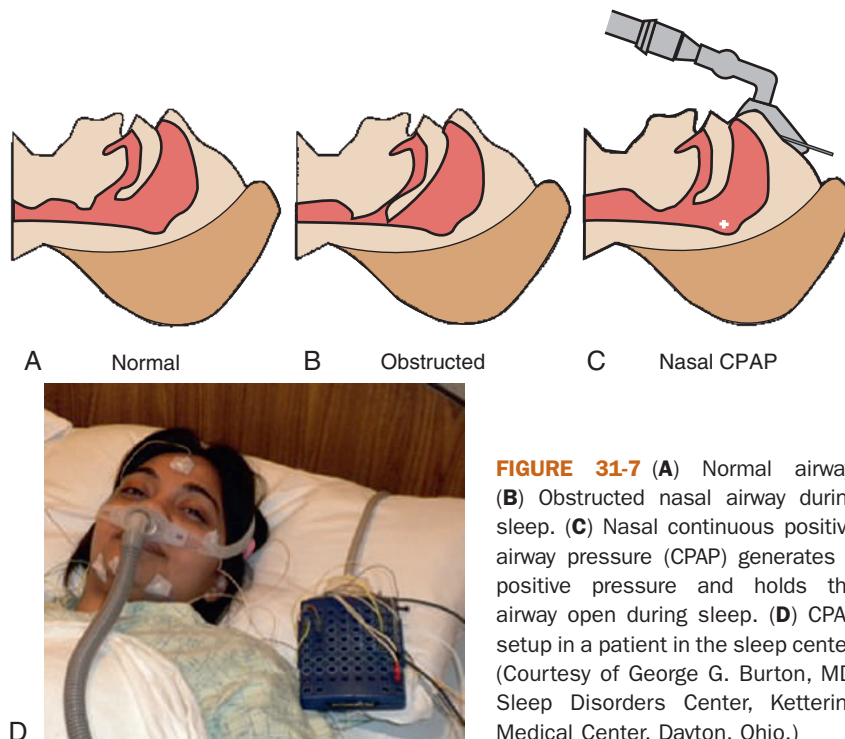 A Normal B Obstructed C Nasal CPAP
FIGURE 31-7 (A) Normal airwa
(B) Obstructed nasal airway durin
sleep. (C) Nasal continuous positiv
airway pressure (CPAP) generates
positive pressure and holds th
airway open during sleep. (D) CPA
setup in a patient in the sleep center
(Courtesy of George G. Burton, MD
Sleep Disorders Center, Ketterin
Medical Center, Dayton, Ohio.)
D